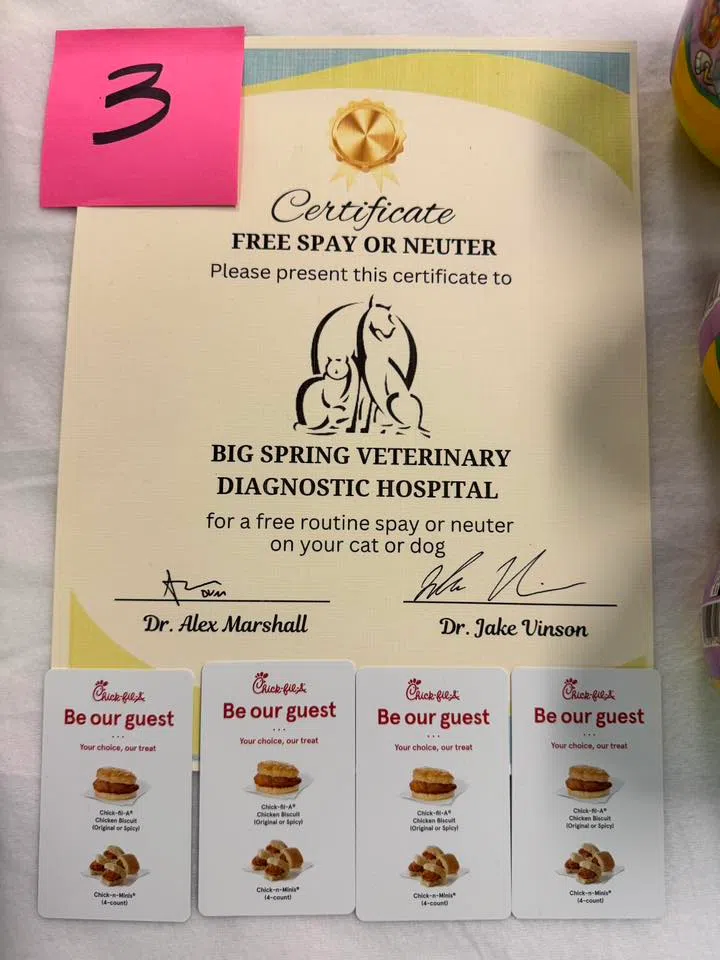 3
Certificate
FREE SPAY OR NEUTER
Please present this certificate to
BIG SPRING VETERINARY
DIAGNOSTIC HOSPITAL
for a free routine spay or neuter
on your cat or dog
DVM
Dr. Alex Marshall
Dr. Jake Vinson
Chick-fil-A
Be our guest
Your choice, our treat
Chick-fil-A®
Chicken Biscuit
(Original or Spicy)
Chick-n-Minis®
(4-count)
Chick-fil-A
Be our guest
Your choice, our treat
Chick-fil-A®
Chicken Biscuit
(Original or Spicy)
Chick-n-Minis®
(4-count)
Chick-fil-A
Be our guest
Your choice, our treat
Chick-fil-A®
Chicken Biscuit
(Original or Spicy)
Chick-n-Minis®
(4-count)
Chick-fil-A
Be our guest
Your choice, our treat
Chick-fil-A®
Chicken Biscuit
(Original or Spicy)
Chick-n-Minis®
(4-count)